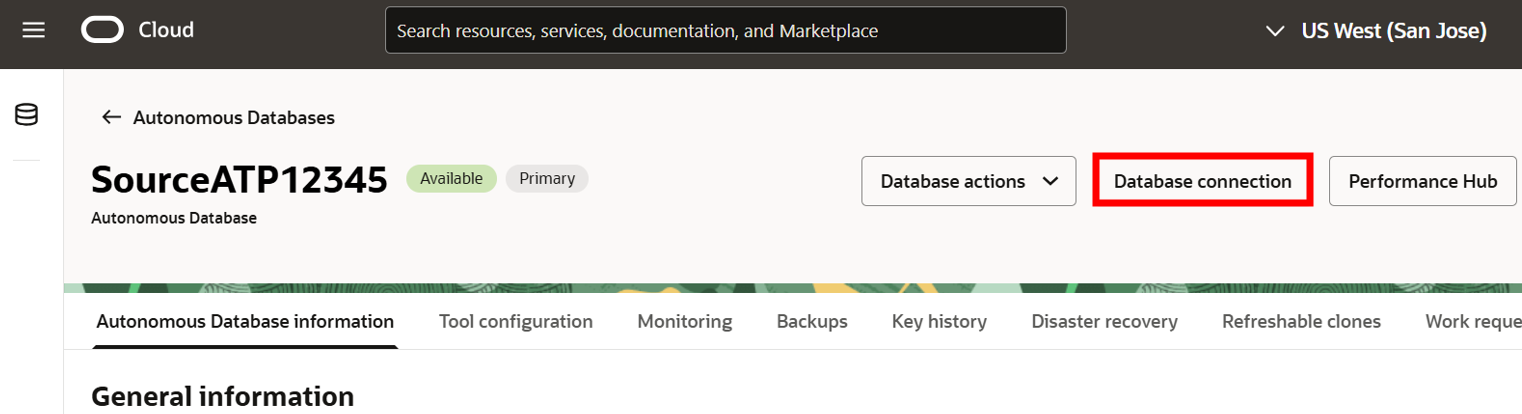 Cloud
Search resources, services, documentation, and Marketplace
US West (San Jose)
Autonomous Databases
SourceATP12345
Available
Primary
Database actions
Database connection
Performance Hub
Autonomous Database
Autonomous Database information
Tool configuration
Monitoring
Backups
Key history
Disaster recovery
Refreshable clones
Work reque
General information